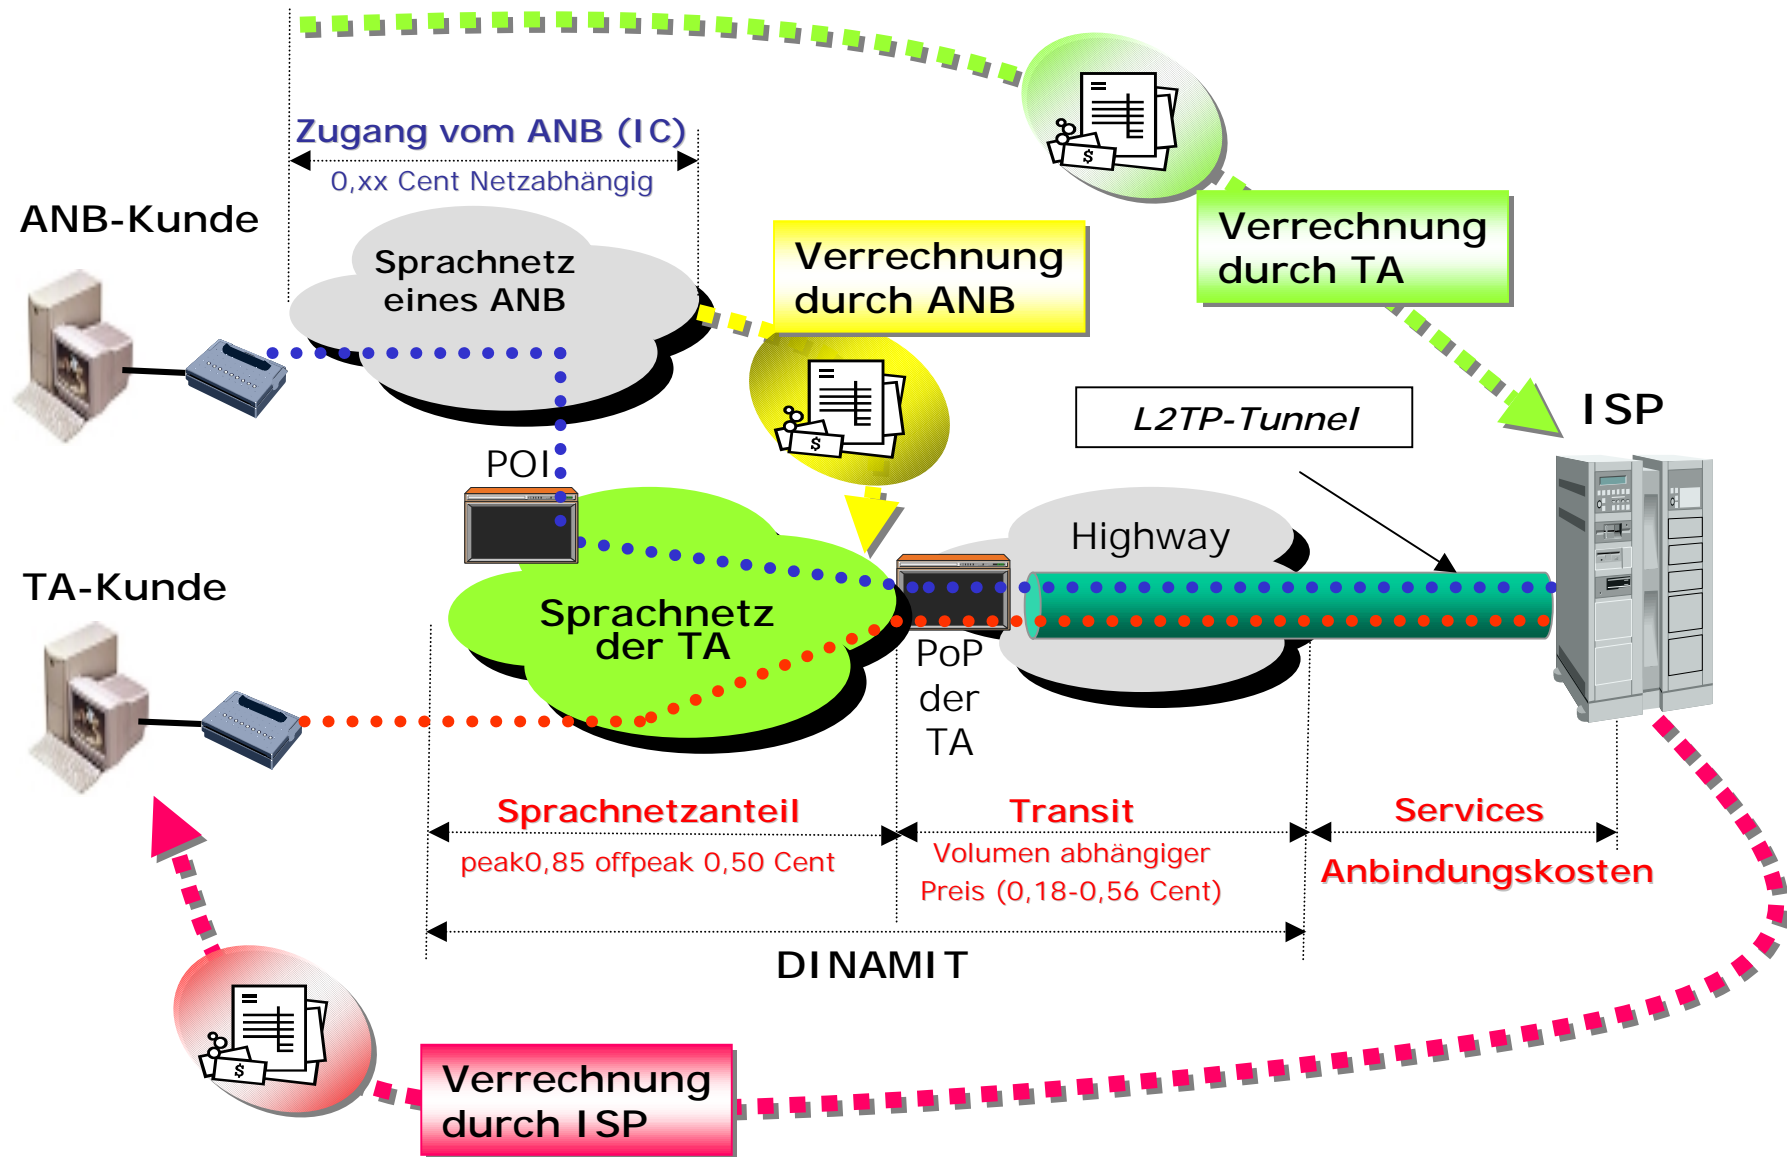 Zugang vom ANB (IC)
0,xx Cent Netzabhängig
ANB-Kunde
Sprachnetz
eines ANB
Verrechnung
durch ANB
Verrechnung
durch TA
$
$
L2TP-Tunnel
ISP
POI
Highway
TA-Kunde
Sprachnetz
der TA
PoP
der
TA
Sprachnetzanteil
peak0,85 offpeak 0,50 Cent
Transit
Volumen abhängiger
Preis (0,18-0,56 Cent)
Services
Anbindungskosten
DINAMIT
$
Verrechnung
durch ISP